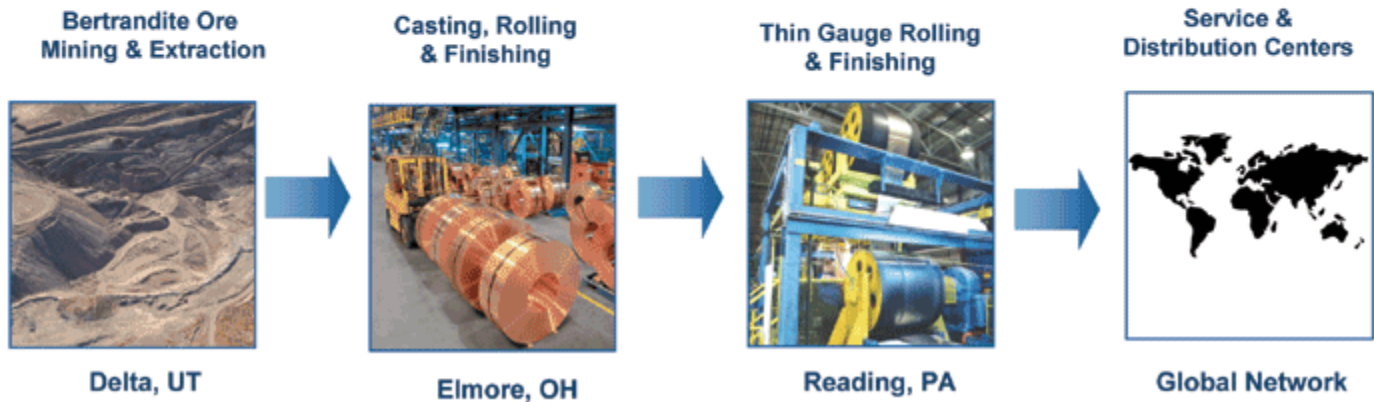 Bertrandite Ore
Mining & Extraction
Casting, Rolling
& Finishing
Thin Gauge Rolling
& Finishing
Service &
Distribution Centers
Delta, UT
Elmore, OH
Reading, PA
Global Network